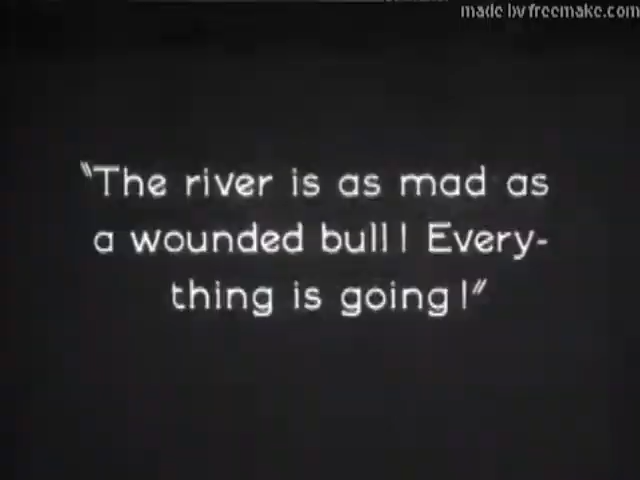 made by freemake.com
"The river is as mad as
a wounded bull! Every-
thing is going!"